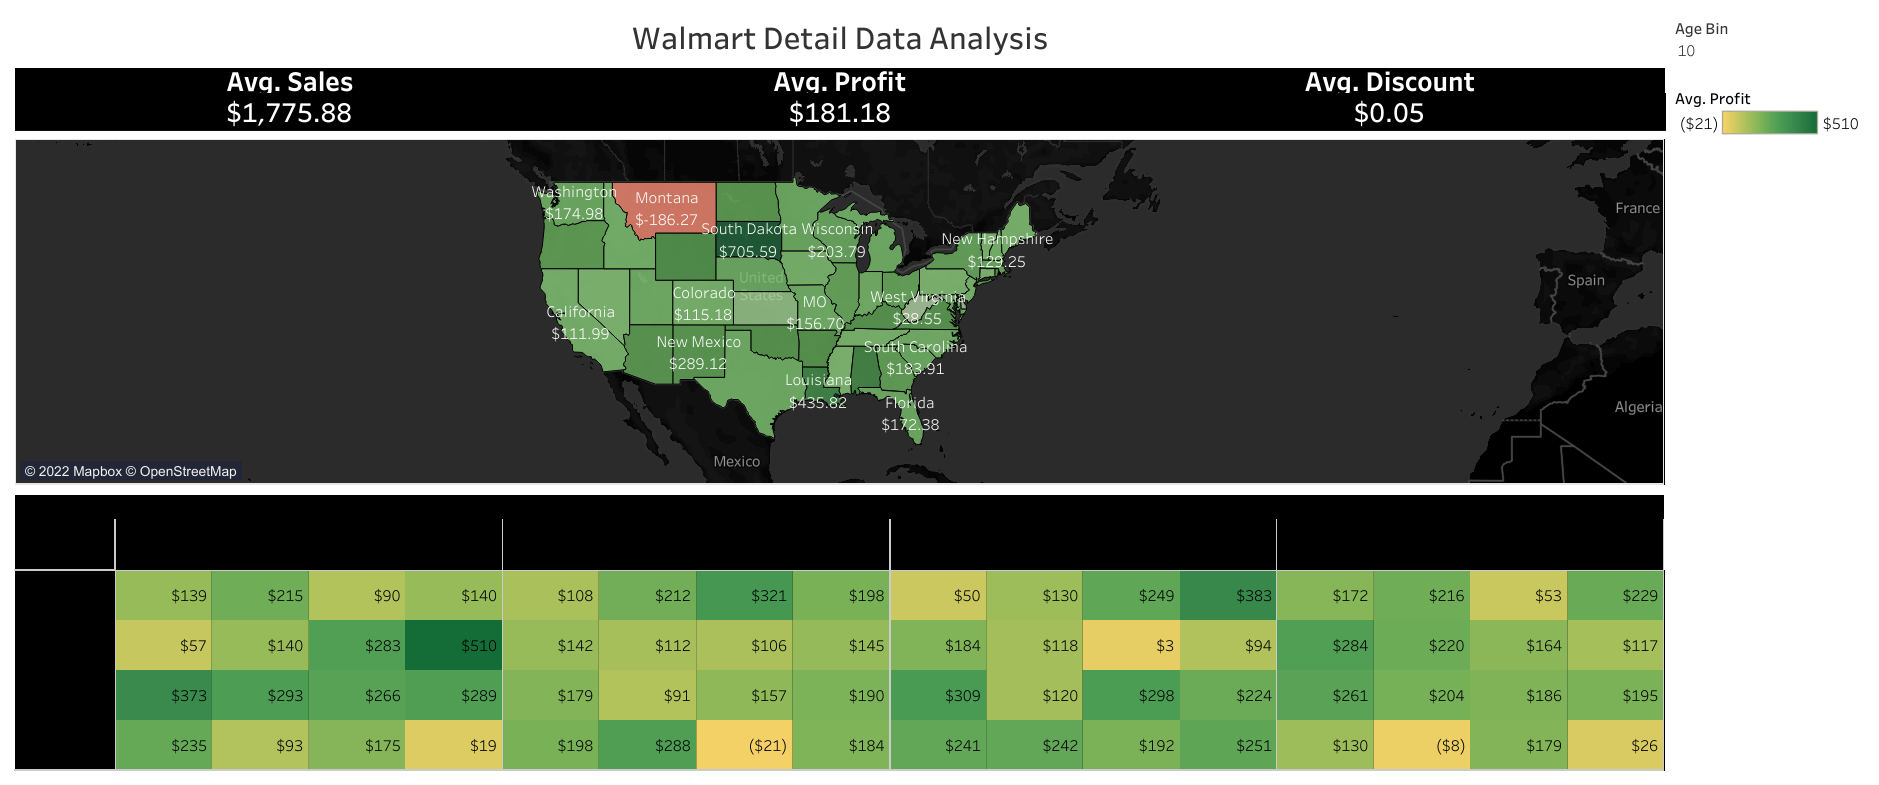 Walmart Detail Data Analysis
Age Bin
10
Avg. Sales
$1,775.88
Avg. Profit
$181.18
Avg. Discount
$0.05
Avg. Profit
($21)
$510
Washington
$174.98
Montana
$-186.27
South Dakota
$705.59
Wisconsin
$203.79
New Hampshire
$129.25
United
States
Colorado
$115.18
MO
$156.70
West Virginia
$28.55
California
$111.99
New Mexico
$289.12
South Carolina
$183.91
Louisiana
$435.82
Florida
$172.38
Mexico
France
Spain
Algeria
© 2022 Mapbox © OpenStreetMap
$139 $215 $90 $140 $108 $212 $321 $198 $50 $130 $249 $383 $172 $216 $53 $229
$57 $140 $283 $510 $142 $112 $106 $145 $184 $118 $3 $94 $284 $220 $164 $117
$373 $293 $266 $289 $179 $91 $157 $190 $309 $120 $298 $224 $261 $204 $186 $195
$235 $93 $175 $19 $198 $288 ($21) $184 $241 $242 $192 $251 $130 ($8) $179 $26